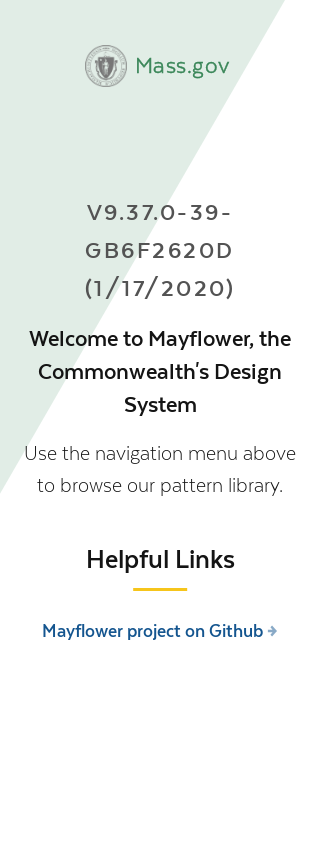 Mass.gov
V9.37.0-39-
GB6F2620D
(1/17/2020)
Welcome to Mayflower, the
Commonwealth's Design
System
Use the navigation menu above
to browse our pattern library.
Helpful Links
Mayflower project on Github